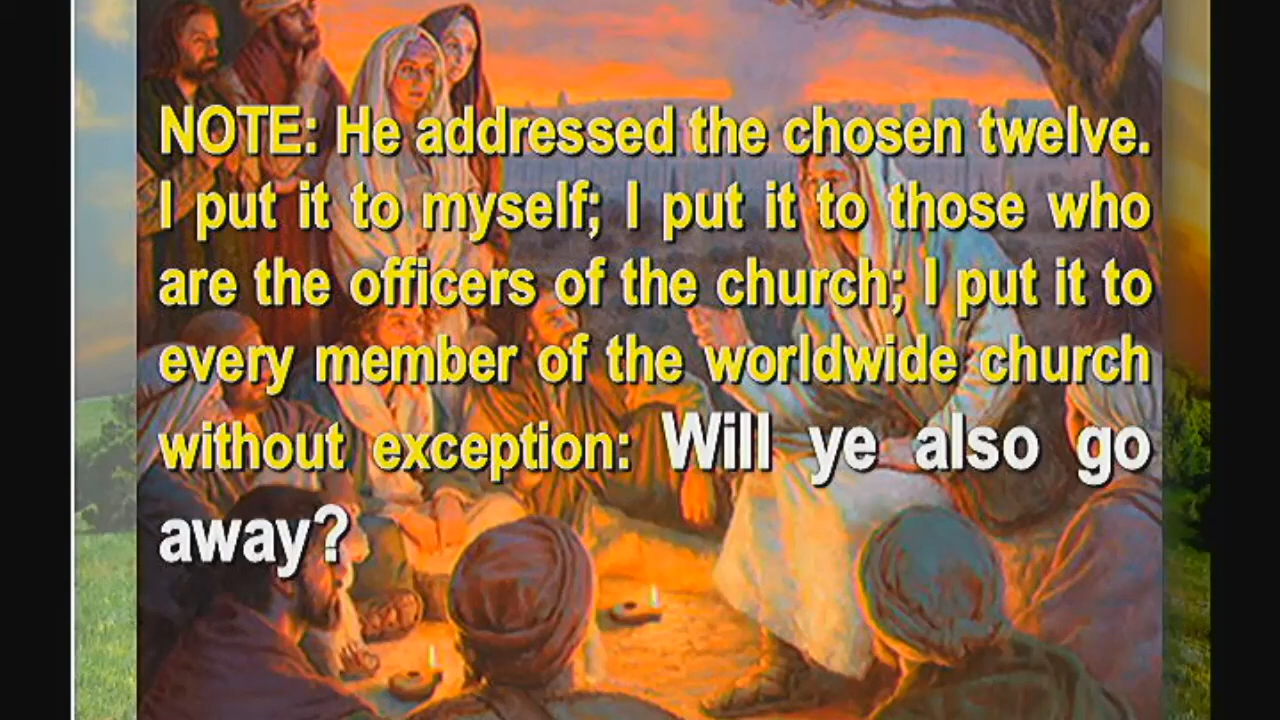 NOTE: He addressed the chosen twelve.
I put it to myself; I put it to those who
are the officers of the church; I put it to
every member of the worldwide church
without exception: Will ye also go
away?